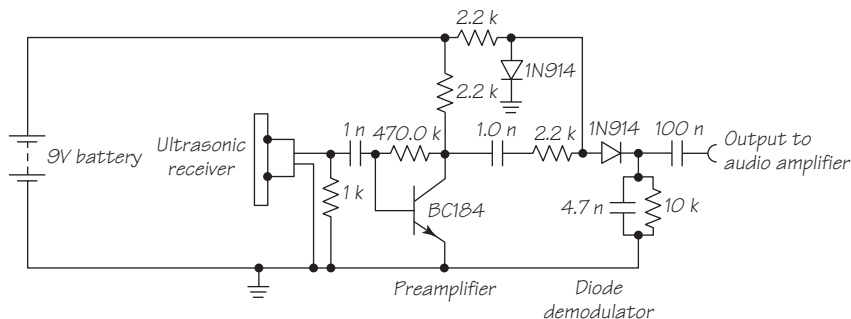 2.2 k
1N914
2.2 k
1 n
470.0 k
1.0 n
2.2 k
1N914
100 n
Output to
audio amplifier
9V battery
Ultrasonic
receiver
1 k
BC184
4.7 n
10 k
Preamplifier
Diode
demodulator